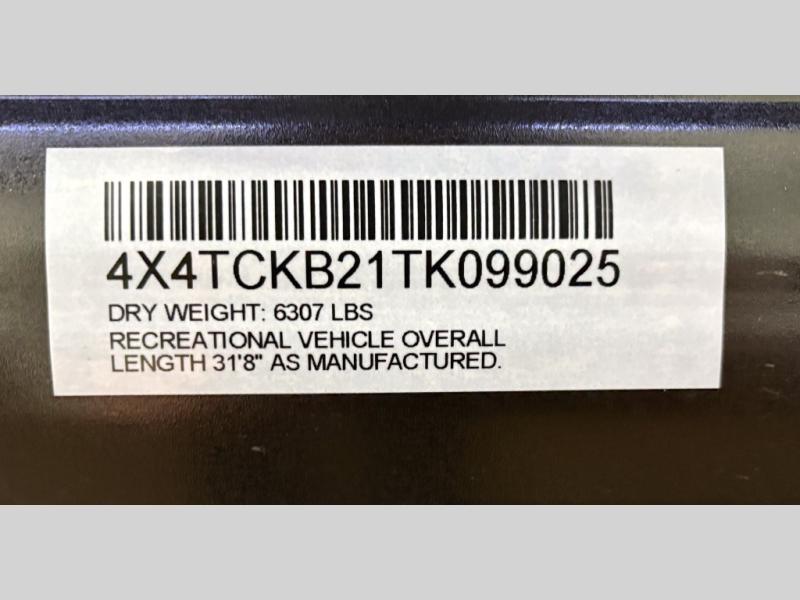 4X4TCKB21TK099025
DRY WEIGHT: 6307 LBS
RECREATIONAL VEHICLE OVERALL
LENGTH 31'8" AS MANUFACTURED.